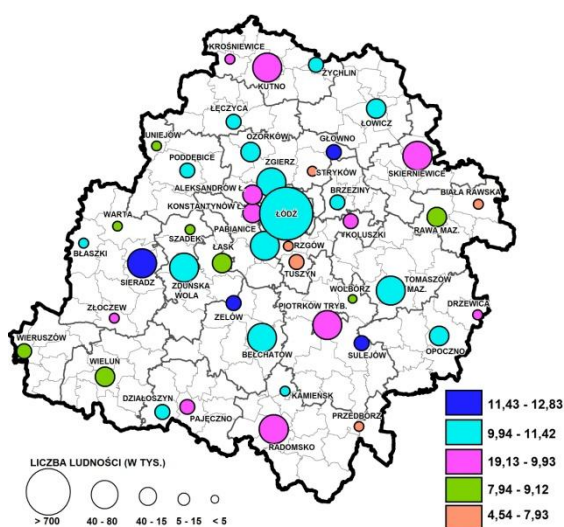 KROŚNIEWICE
ŻYCHLIN
KUTNO
ŁĘCZYCA
ŁOWICZ
UNIEJÓW
OZORKÓW
GŁOWNO
PODDĘBICE
ZGIERZ
STRYKÓW
SKIERNIEWICE
ALEKSANDRÓW Ł.
BRZEZINY
BIAŁA RAWSKA
KONSTANTYNÓW Ł.
ŁÓDŹ
WARTA
SZADEK
PABIANICE
KOLUSZKI
RAWA MAZ.
BŁASZKI
ŁASK
RZGÓW
SIERADZ
ZDUŃSKA
WOLA
TUSZYN
TOMASZÓW
MAZ.
WOLBÓRZ
ZŁOCZEW
ZELÓW
PIOTRKÓW TRYB.
DRZEWICA
WIERUSZÓW
BEŁCHATÓW
SULEJÓW
OPOCZNO
WIELUŃ
DZIAŁOSZYN
PAJĘCZNO
KAMIEŃSK
PRZEDBÓRZ
RADOMSKO
11,43 - 12,83
9,94 - 11,42
19,13 - 9,93
7,94 - 9,12
4,54 - 7,93
LICZBA LUDNOŚCI (W TYS.)
> 700 40 - 80 40 - 15 5 - 15 < 5